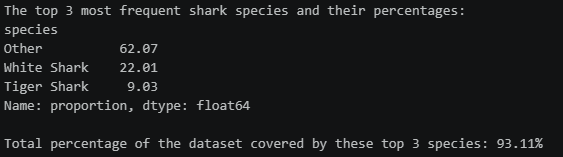 The top 3 most frequent shark species and their percentages:
species
Other          62.07
White Shark    22.01
Tiger Shark     9.03
Name: proportion, dtype: float64

Total percentage of the dataset covered by these top 3 species: 93.11%